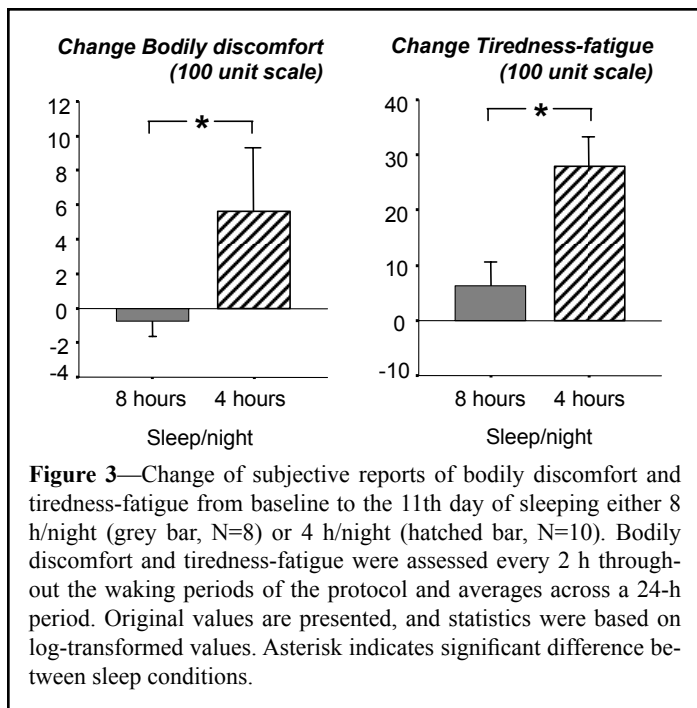 Change Bodily discomfort
(100 unit scale)
12
10
8
6
4
2
0
-2
-4
*
8 hours 4 hours
Sleep/night
Change Tiredness-fatigue
(100 unit scale)
40
30
20
10
0
-10
*
8 hours 4 hours
Sleep/night
Figure 3—Change of subjective reports of bodily discomfort and
tiredness-fatigue from baseline to the 11th day of sleeping either 8
h/night (grey bar, N=8) or 4 h/night (hatched bar, N=10). Bodily
discomfort and tiredness-fatigue were assessed every 2 h through-
out the waking periods of the protocol and averages across a 24-h
period. Original values are presented, and statistics were based on
log-transformed values. Asterisk indicates significant difference be-
tween sleep conditions.